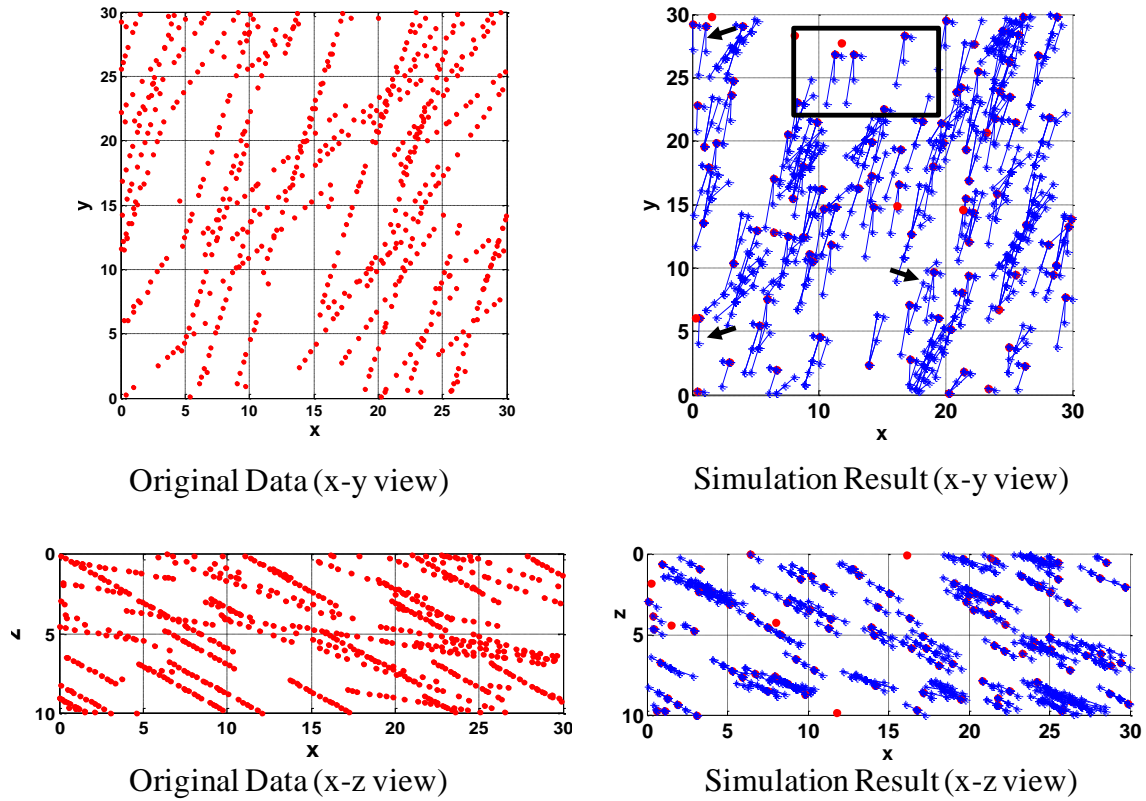 30
25
20
15
10
5
0
y
0 5 10 15 20 25 30
x
Original Data (x-y view)
30
25
20
15
10
5
0
y
0 10 20 30
x
Simulation Result (x-y view)
0
5
10
z
0 5 10 15 20 25 30
x
Original Data (x-z view)
0
5
10
z
0 5 10 15 20 25 30
x
Simulation Result (x-z view)